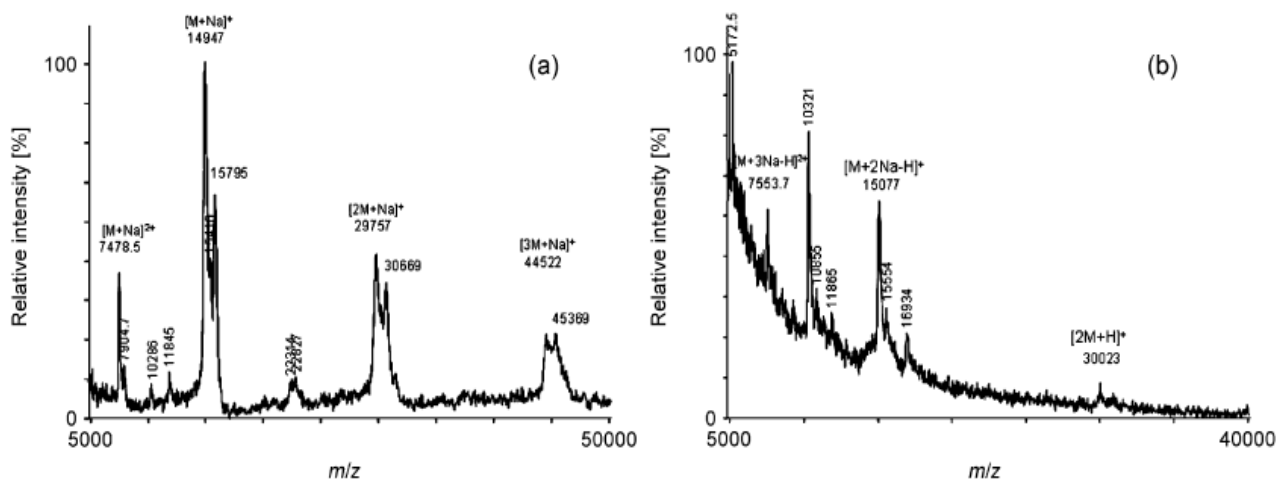 [M+Na]⁺
14947
100
(a)
15795
[M+Na]²⁺
7478.5
7904.7
10286
11845
[2M+Na]⁺
29757
30669
[3M+Na]⁺
44522
45369
22827
Relative intensity [%]
0
5000
50000
m/z
5172.5
100
(b)
10321
[M+3Na-H]²⁺
7553.7
[M+2Na-H]⁺
15077
10855
11865
15554
16934
[2M+H]⁺
30023
Relative intensity [%]
0
5000
40000
m/z